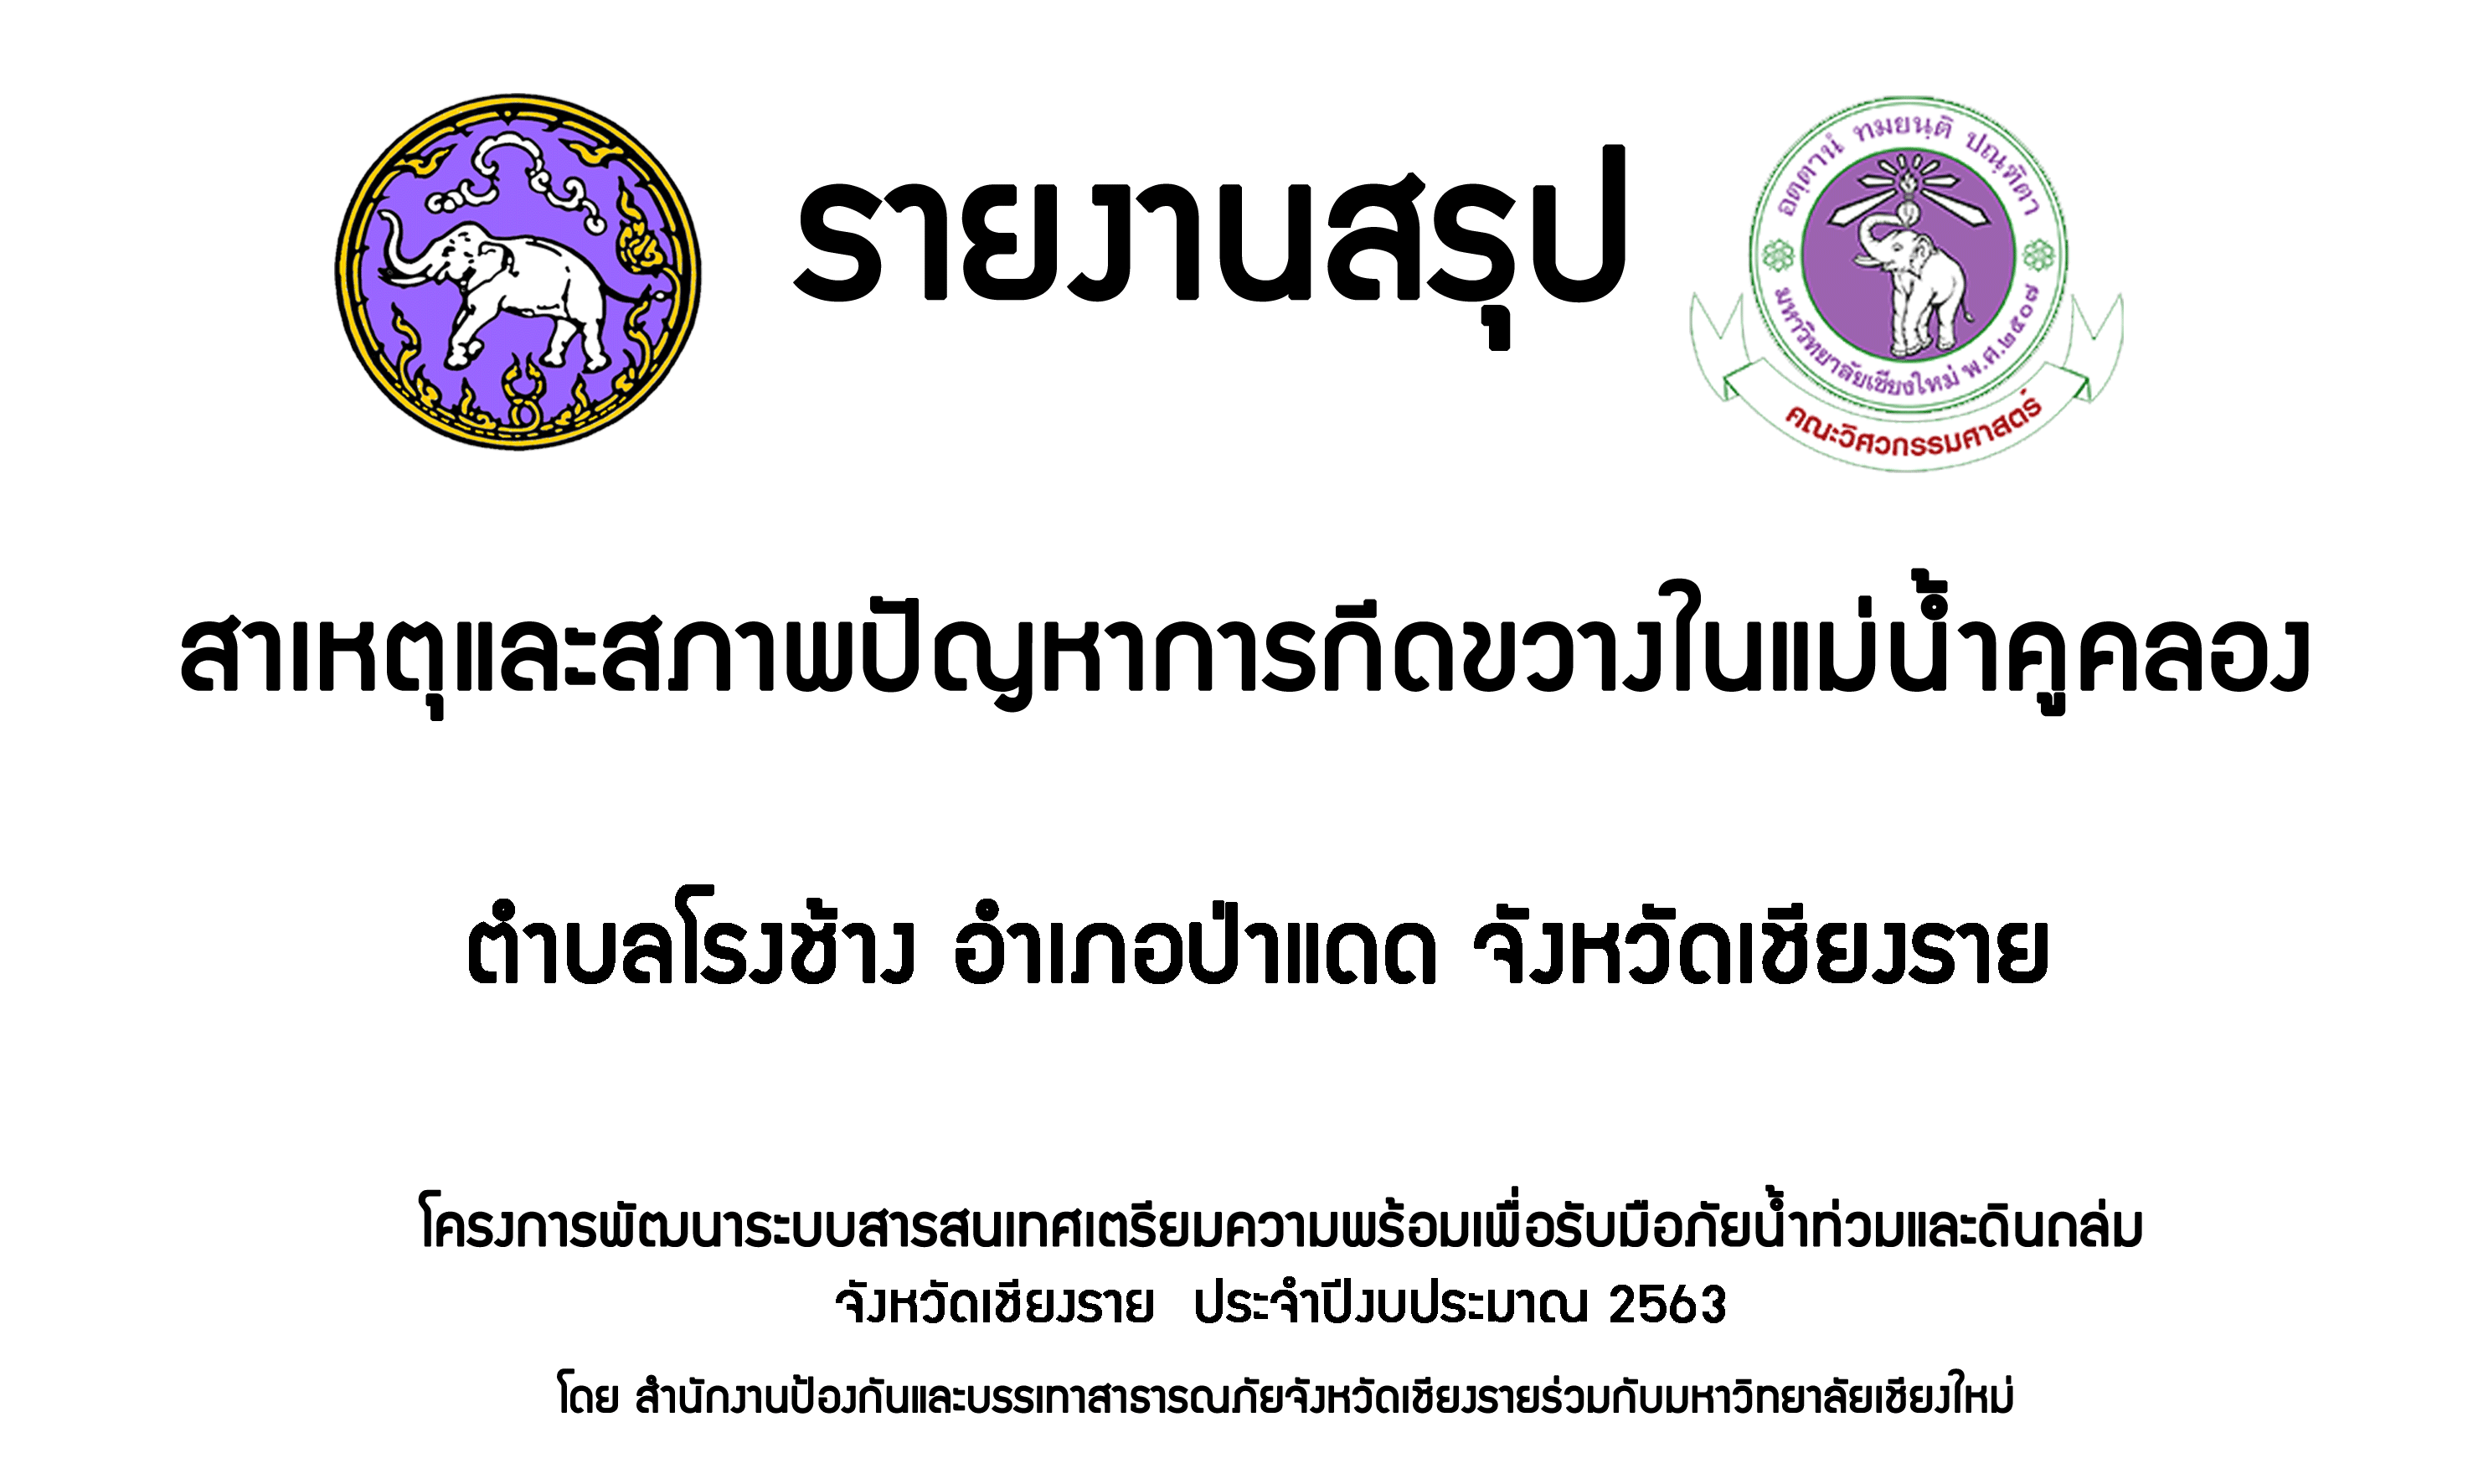 รายงานสรุป
อตฺตานํ ทมยนฺติ ปณฺฑิตา
มหาวิทยาลัยเชียงใหม่ พ.ศ.๒๕๐๗
คณะวิศวกรรมศาสตร์
สาเหตุและสภาพปัญหาการกีดขวางในแม่น้ำคูคลอง
ตำบลโรงช้าง อำเภอป่าแดด จังหวัดเชียงราย
โครงการพัฒนาระบบสารสนเทศเตรียมความพร้อมเพื่อรับมือภัยน้ำท่วมและดินถล่ม
จังหวัดเชียงราย ประจำปีงบประมาณ 2563
โดย สำนักงานป้องกันและบรรเทาสาธารณภัยจังหวัดเชียงรายร่วมกับมหาวิทยาลัยเชียงใหม่